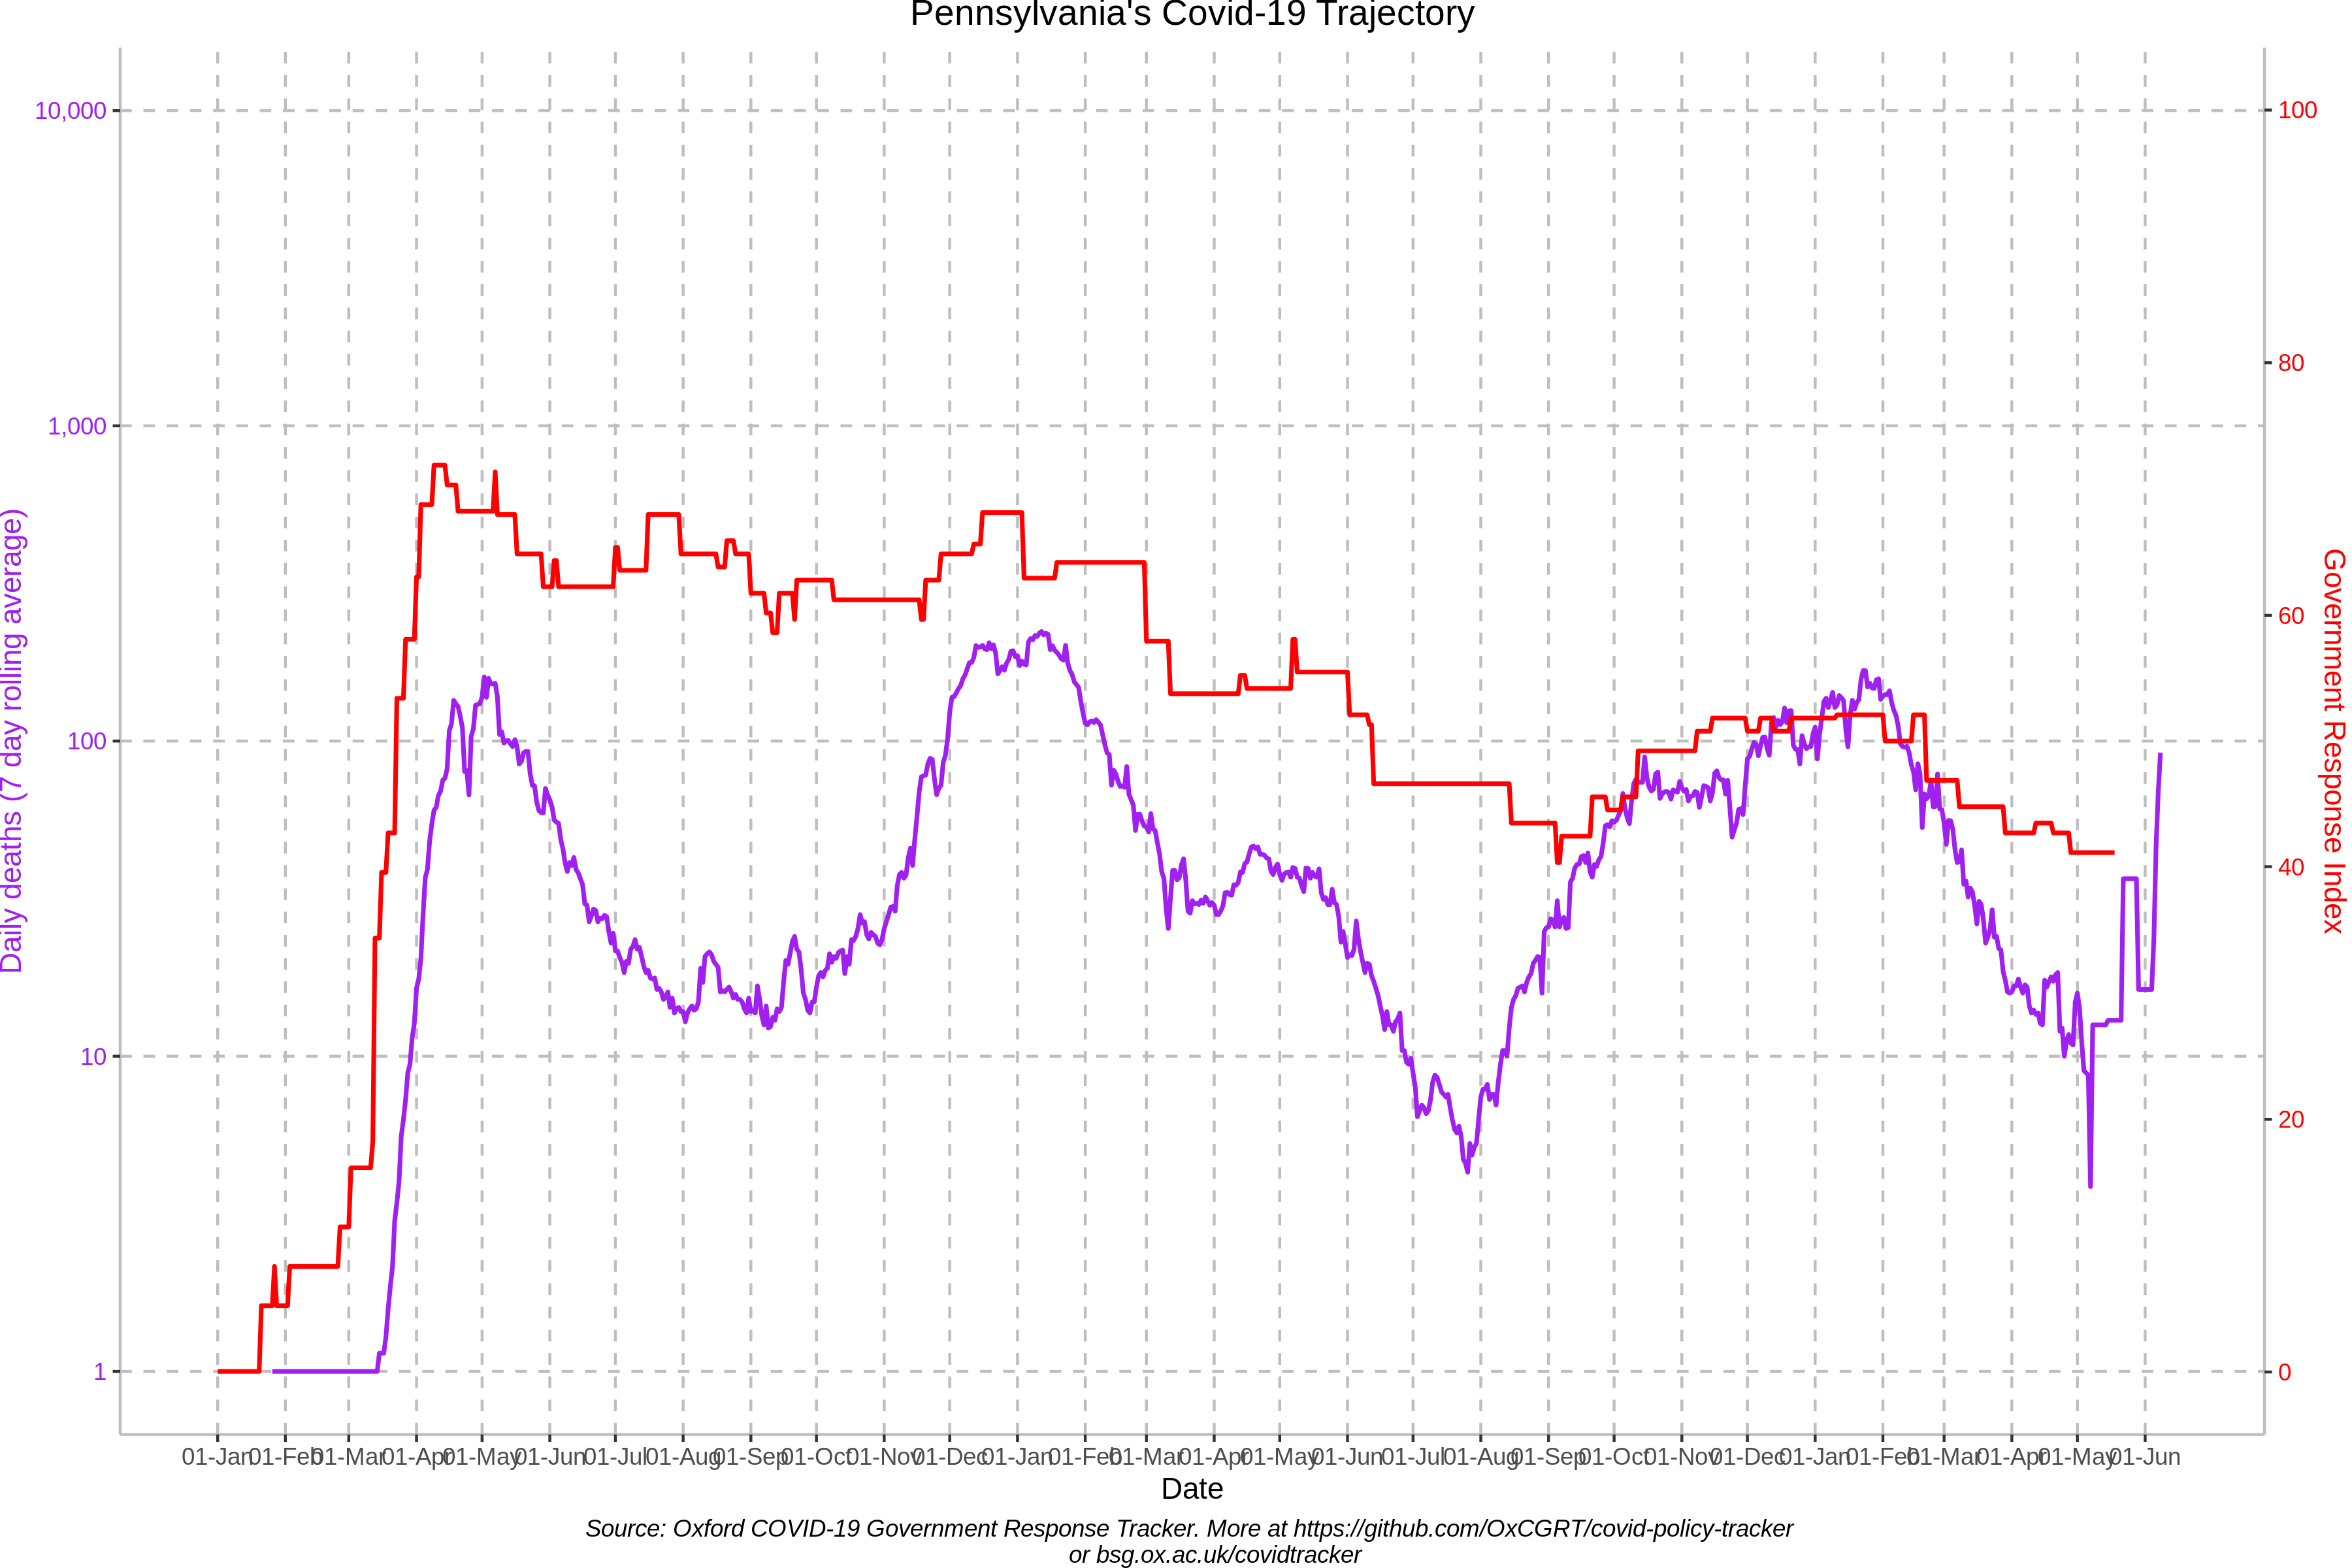 Pennsylvania's Covid-19 Trajectory
10,000
1,000
100
10
1
Daily deaths (7 day rolling average)
100
80
60
40
20
0
Government Response Index
01-Jan 01-Feb 01-Mar 01-Apr 01-May 01-Jun 01-Jul 01-Aug 01-Sep 01-Oct 01-Nov 01-Dec 01-Jan 01-Feb 01-Mar 01-Apr 01-May 01-Jun 01-Jul 01-Aug 01-Sep 01-Oct 01-Nov 01-Dec 01-Jan 01-Feb 01-Mar 01-Apr 01-May 01-Jun
Date
Source: Oxford COVID-19 Government Response Tracker. More at https://github.com/OxCGRT/covid-policy-tracker
or bsg.ox.ac.uk/covidtracker